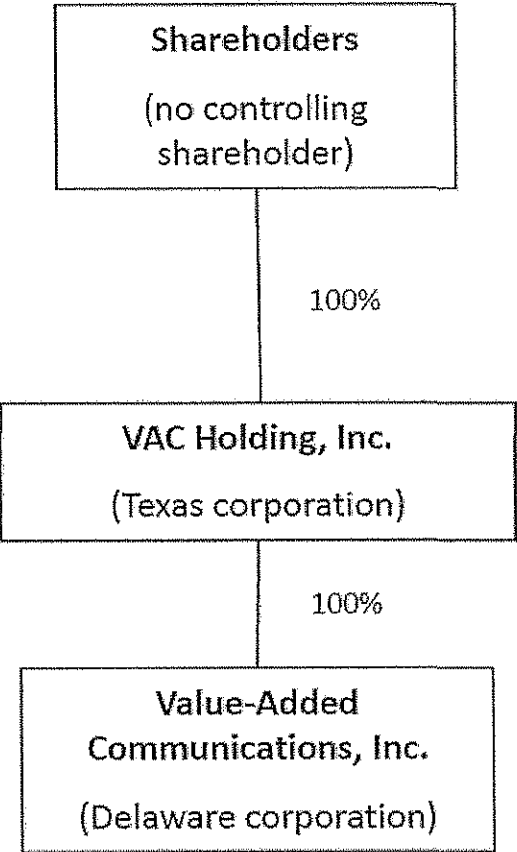 Shareholders
(no controlling
shareholder)
100%
VAC Holding, Inc.
(Texas corporation)
100%
Value-Added
Communications, Inc.
(Delaware corporation)